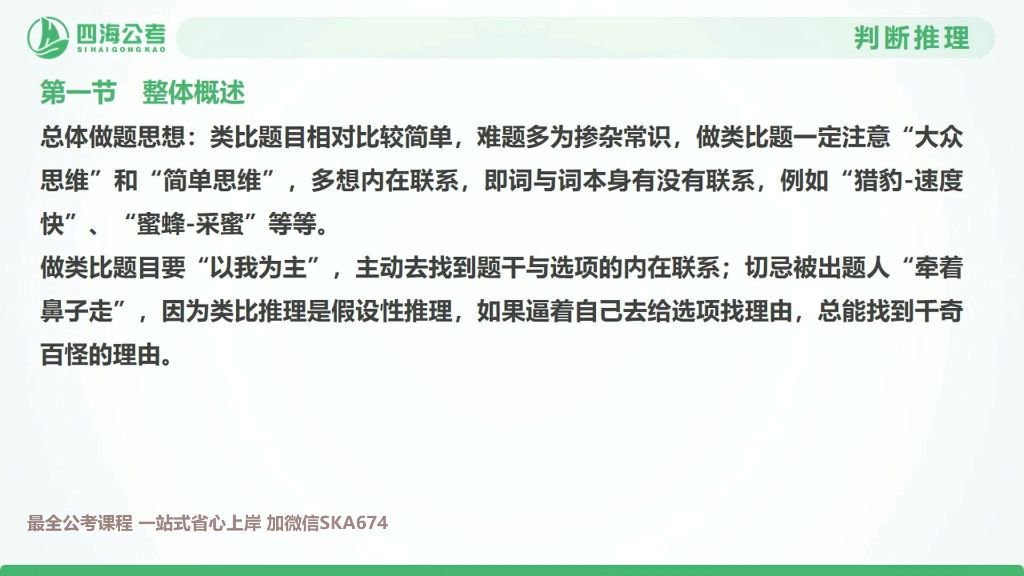 四海公考
SIHAIGONGKAO
判断推理
第一节 整体概述
总体做题思想：类比题目相对比较简单，难题多为掺杂常识，做类比题一定注意“大众
思维”和“简单思维”，多想内在联系，即词与词本身有没有联系，例如“猎豹-速度
快”、“蜜蜂-采蜜”等等。
做类比题目要“以我为主”，主动去找到题干与选项的内在联系；切忌被出题人“牵着
鼻子走”，因为类比推理是假设性推理，如果逼着自己去给选项找理由，总能找到千奇
百怪的理由。
最全公考课程 一站式省心上岸 加微信SKA674